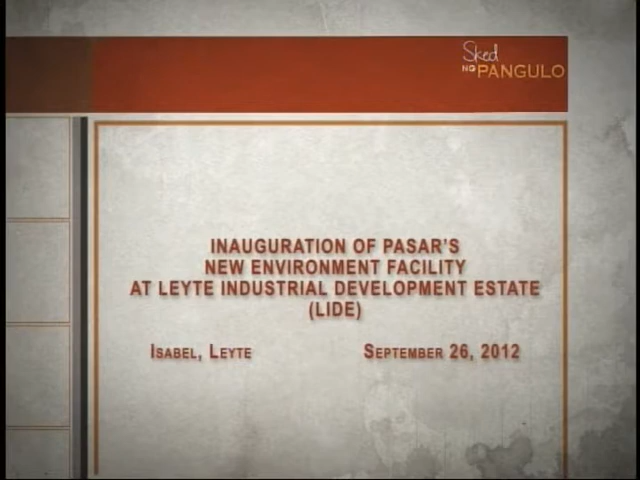 Sked
NG PANGULO
INAUGURATION OF PASAR'S
NEW ENVIRONMENT FACILITY
AT LEYTE INDUSTRIAL DEVELOPMENT ESTATE
(LIDE)
ISABEL, LEYTE SEPTEMBER 26, 2012